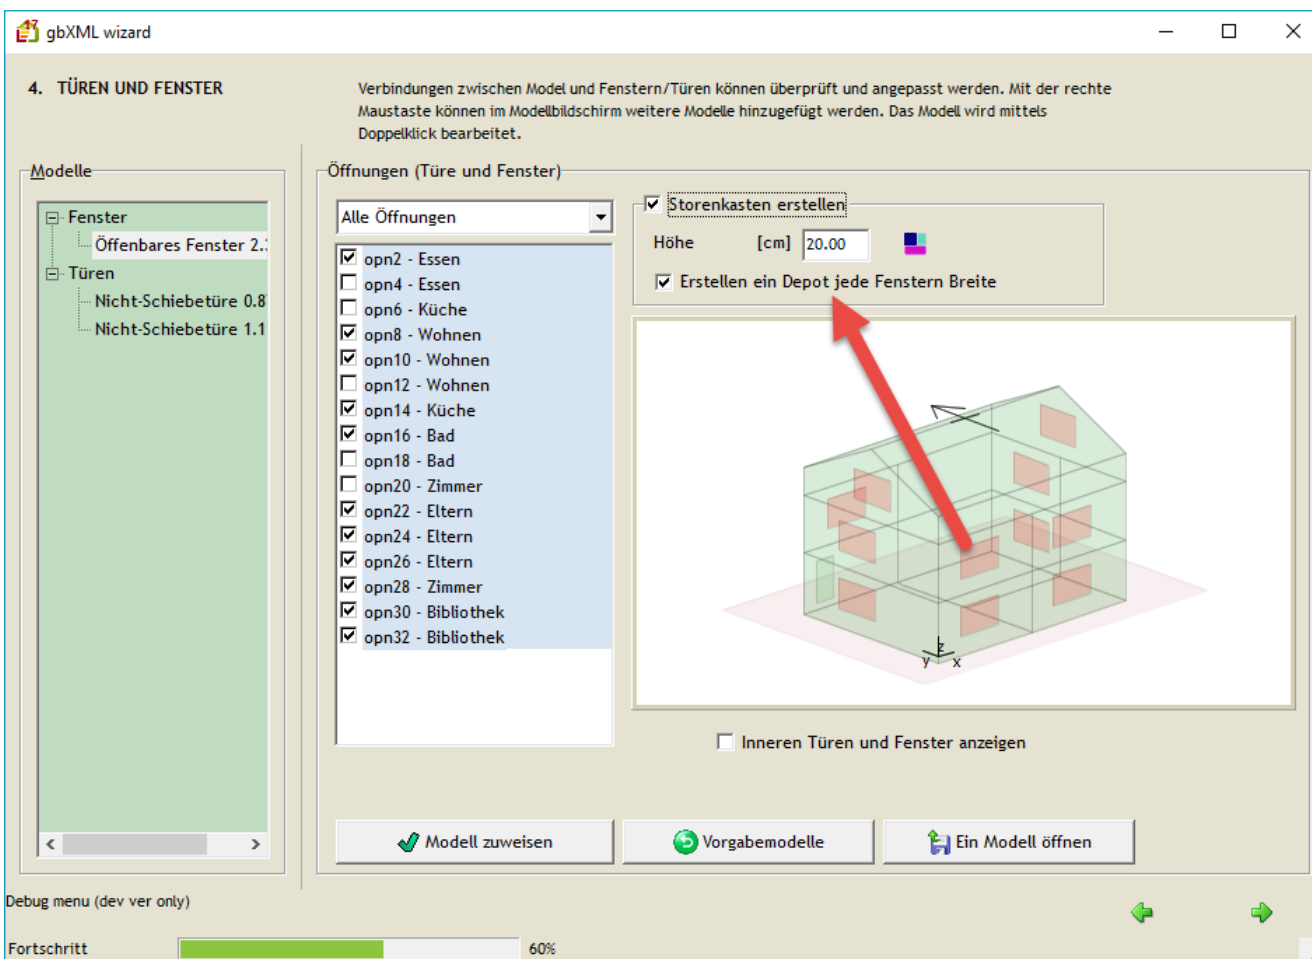 gbXML wizard
4. TÜREN UND FENSTER
Verbindungen zwischen Model und Fenstern/Türen können überprüft und angepasst werden. Mit der rechte
Maustaste können im Modellbildschirm weitere Modelle hinzugefügt werden. Das Modell wird mittels
Doppelklick bearbeitet.
Modelle
Fenster
Öffenbares Fenster 2.
Türen
Nicht-Schiebetüre 0.8
Nicht-Schiebetüre 1.1
Öffnungen (Türe und Fenster)
Alle Öffnungen
opn2 - Essen
opn4 - Essen
opn6 - Küche
opn8 - Wohnen
opn10 - Wohnen
opn12 - Wohnen
opn14 - Küche
opn16 - Bad
opn18 - Bad
opn20 - Zimmer
opn22 - Eltern
opn24 - Eltern
opn26 - Eltern
opn28 - Zimmer
opn30 - Bibliothek
opn32 - Bibliothek
Storenkasten erstellen
Höhe [cm] 20.00
Erstellen ein Depot jede Fenstern Breite
z
y x
Inneren Türen und Fenster anzeigen
Modell zuweisen
Vorgabemodelle
Ein Modell öffnen
Debug menu (dev ver only)
Fortschritt 60%